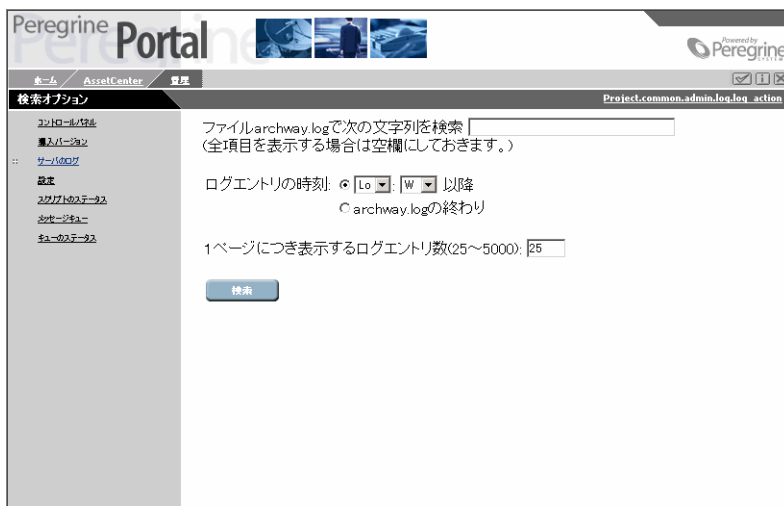 Peregrine Portal
Powered by
Peregrine
SYSTEMS
ホーム AssetCenter 管理
検索オプション Project.common.admin.log.log_action
コントロールパネル
導入バージョン
サーバのログ
設定
スクリプトのステータス
メッセージキュー
キューのステータス
ファイルarchway.logで次の文字列を検索
(全項目を表示する場合は空欄にしておきます。)
ログエントリの時刻: Lo : W 以降
archway.logの終わり
1ページにつき表示するログエントリ数(25～5000): 25
検索